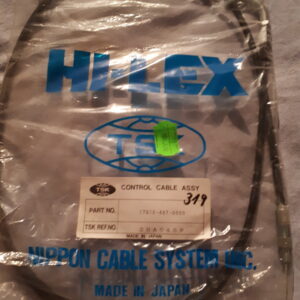 HI-LEX
TSK
TSK
CONTROL CABLE ASSY
319
PART NO.
TSK REF.NO.
MADE IN JAPAN
NIPPON CABLE SYSTEM INC.
MADE IN JAPAN